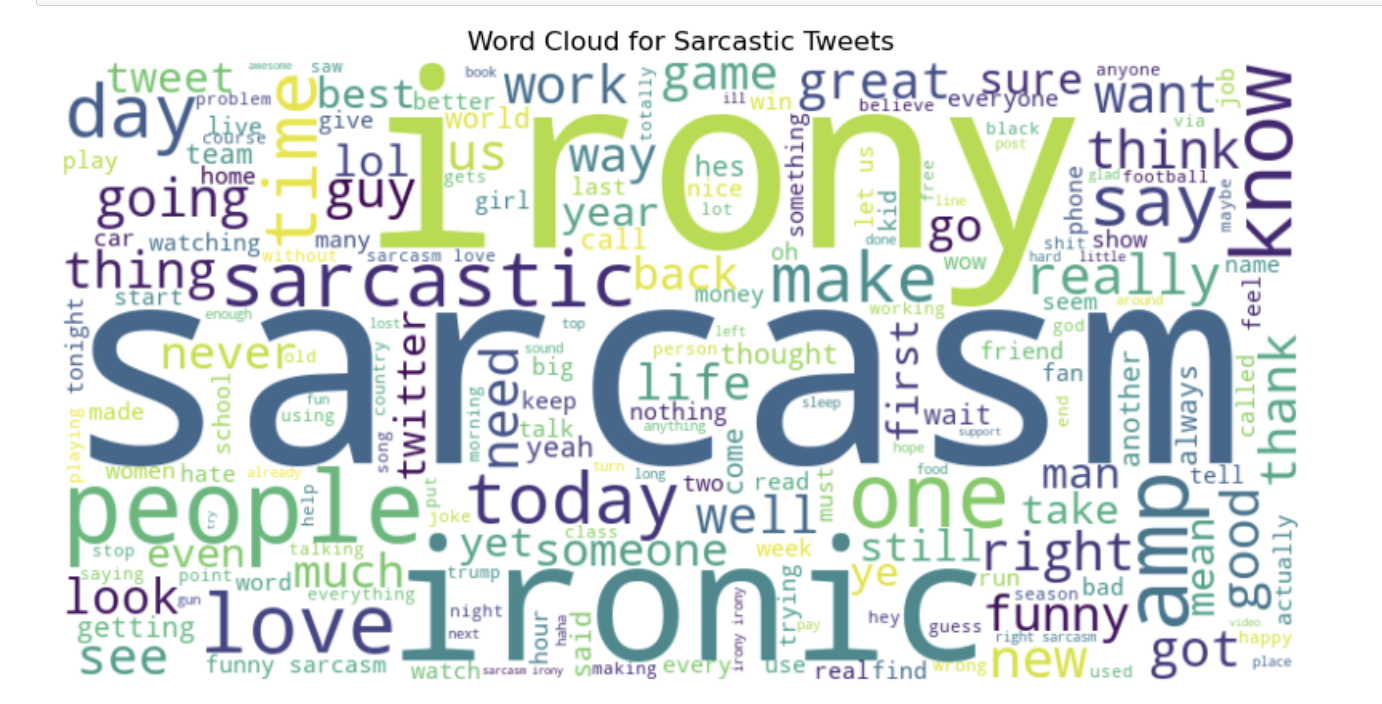 Word Cloud for Sarcastic Tweets
tweet awesome saw book work totally game great sure anyone want job know
day problem time best better ill win believe everyone via
live give irony world something black think
course team lol us way post
play home guy gets hes let us free glad football
going girl last nice kid line phone say maybe
year lot go
car watching many call done shit show
thing without sarcasm love back oh wow hard little name
sarcastic make really feel
start money working seem around
tonight enough lost twitter top left god
sarcasm
never old country need sound person thought first friend thank
school big life fan another always called
fun keep nothing sleep wait end
playing made using song morning talk anything support
yeah come hope
women hate already turn long food man tell
people help put today two read must one amp good
try joke well take mean actually
stop even talking yet class someone week still right
saying point word much trump ironic trying ye run bad
look gun everything season
getting love night hour said haha irony irony pay hey guess funny video happy
next right sarcasm got
see funny sarcasm watch sarcasm irony making every use real find wrong new used place